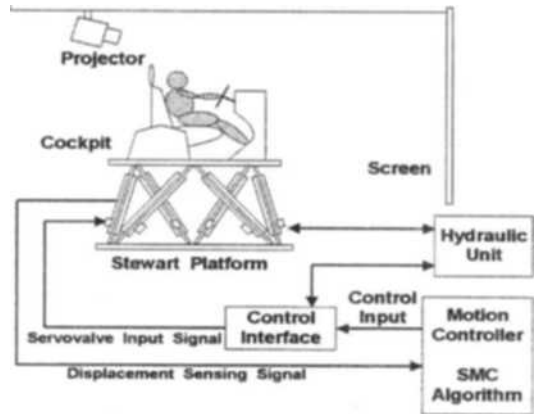 Projector
Cockpit
Screen
Stewart Platform
Hydraulic
Unit
Control
Interface
Control
Input
Motion
Controller
SMC
Algorithm
Servovalve Input Signal
Displacement Sensing Signal